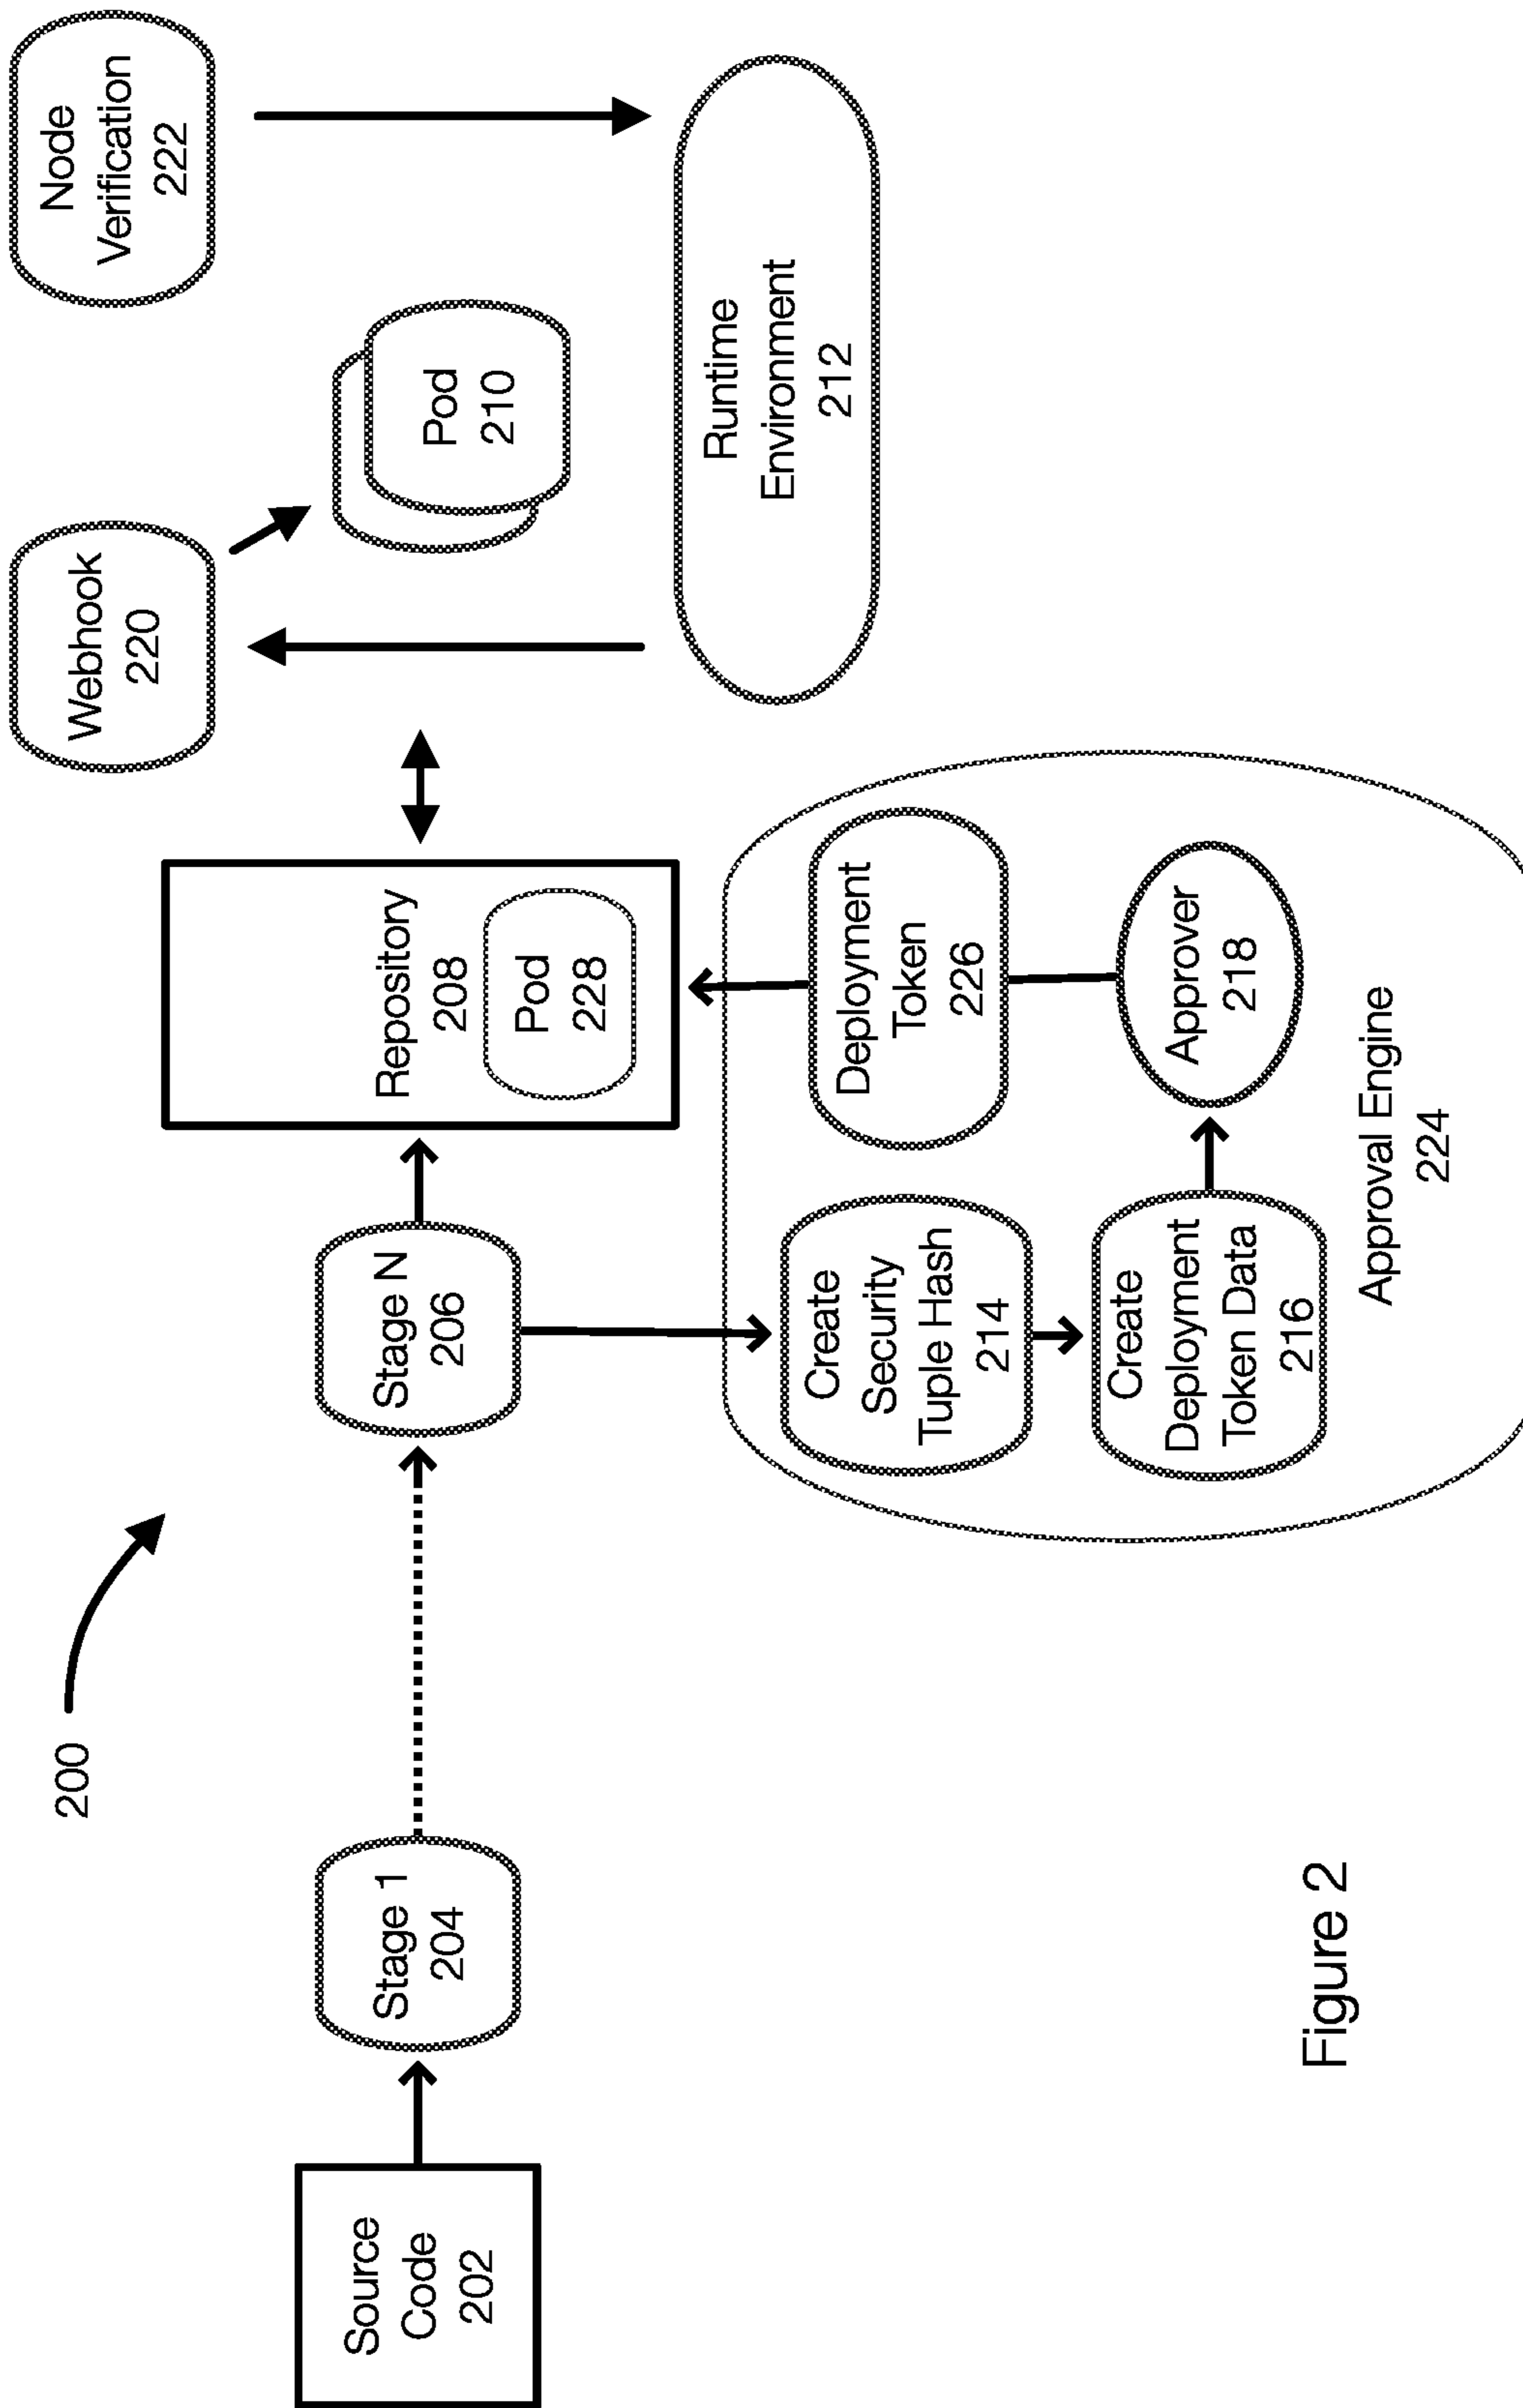 200
Source
Code
202
Stage 1
204
Stage N
206
Repository
208
Pod
228
Webhook
220
Pod
210
Node
Verification
222
Runtime
Environment
212
Create
Security
Tuple Hash
214
Create
Deployment
Token Data
216
Deployment
Token
226
Approver
218
Approval Engine
224
Figure 2